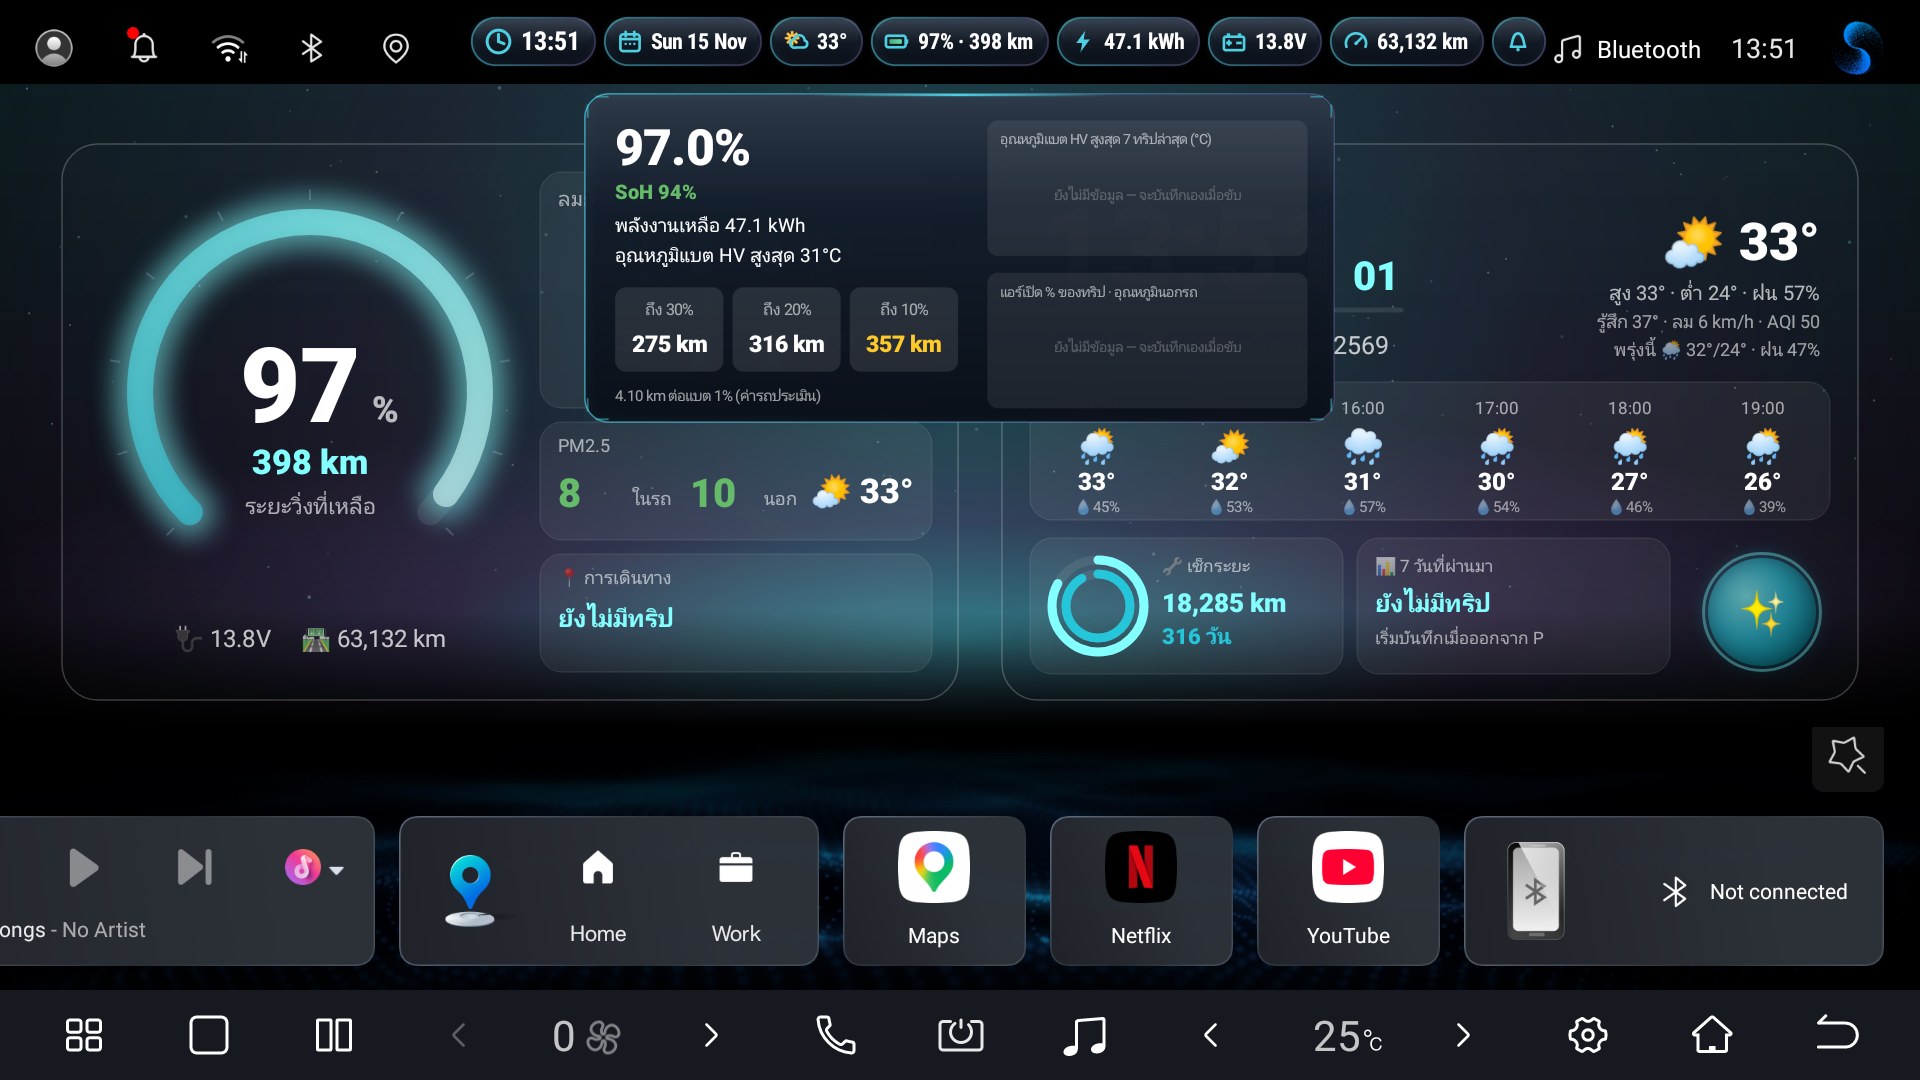 13:51
Sun 15 Nov
33°
97% · 398 km
47.1 kWh
13.8V
63,132 km
Bluetooth
13:51
97
%
398 km
ระยะวิ่งที่เหลือ
13.8V
63,132 km
ลม
97.0%
SoH 94%
พลังงานเหลือ 47.1 kWh
อุณหภูมิแบต HV สูงสุด 31°C
ถึง 30%
275 km
ถึง 20%
316 km
ถึง 10%
357 km
4.10 km ต่อแบต 1% (ค่ารถประเมิน)
อุณหภูมิแบต HV สูงสุด 7 ทริปล่าสุด (°C)
ยังไม่มีข้อมูล – จะบันทึกเองเมื่อขับ
แอร์เปิด % ของทริป · อุณหภูมินอกรถ
ยังไม่มีข้อมูล – จะบันทึกเองเมื่อขับ
PM2.5
8 ในรถ 10 นอก 33°
การเดินทาง
ยังไม่มีทริป
01
2569
33°
สูง 33° · ต่ำ 24° · ฝน 57%
รู้สึก 37° · ลม 6 km/h · AQI 50
พรุ่งนี้ 32°/24° · ฝน 47%
16:00 17:00 18:00 19:00
33° 32° 31° 30° 27° 26°
45% 53% 57% 54% 46% 39%
เช็กระยะ
18,285 km
316 วัน
7 วันที่ผ่านมา
ยังไม่มีทริป
เริ่มบันทึกเมื่อออกจาก P
ongs - No Artist
Home
Work
Maps
Netflix
YouTube
Not connected
0
25°C